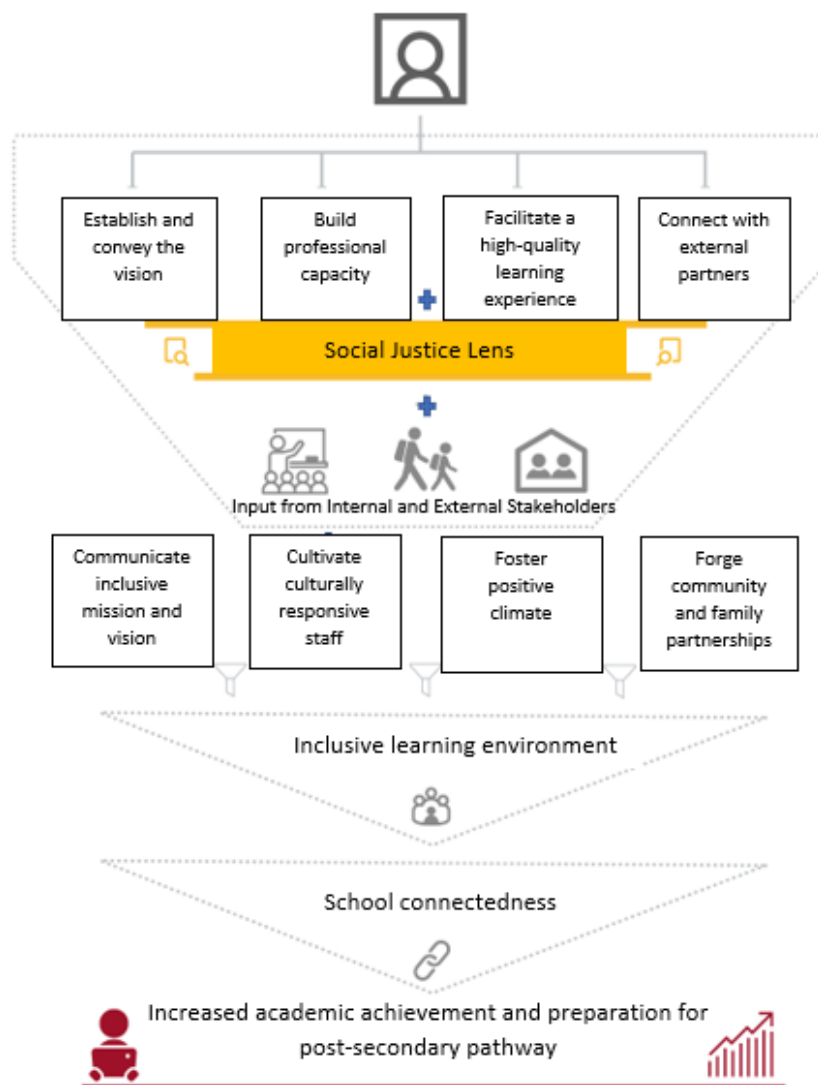 Establish and
convey the
vision
Build
professional
capacity
Facilitate a
high-quality
learning
experience
Connect with
external
partners
Social Justice Lens
Input from Internal and External Stakeholders
Communicate
inclusive
mission and
vision
Cultivate
culturally
responsive
staff
Foster
positive
climate
Forge
community
and family
partnerships
Inclusive learning environment
School connectedness
Increased academic achievement and preparation for
post-secondary pathway